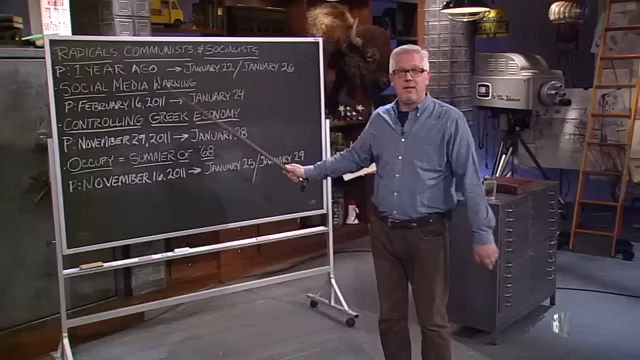 RADICALS, COMMUNISTS, & SOCIALISTS
P: 1 YEAR AGO → JANUARY 22/JANUARY 26
SOCIAL MEDIA WARNING
P: FEBRUARY 16, 2011 → JANUARY 24
CONTROLLING GREEK ECONOMY
P: NOVEMBER 29, 2011 → JANUARY 28
OCCUPY = SUMMER OF '68
P: NOVEMBER 16, 2011 → JANUARY 25/JANUARY 29